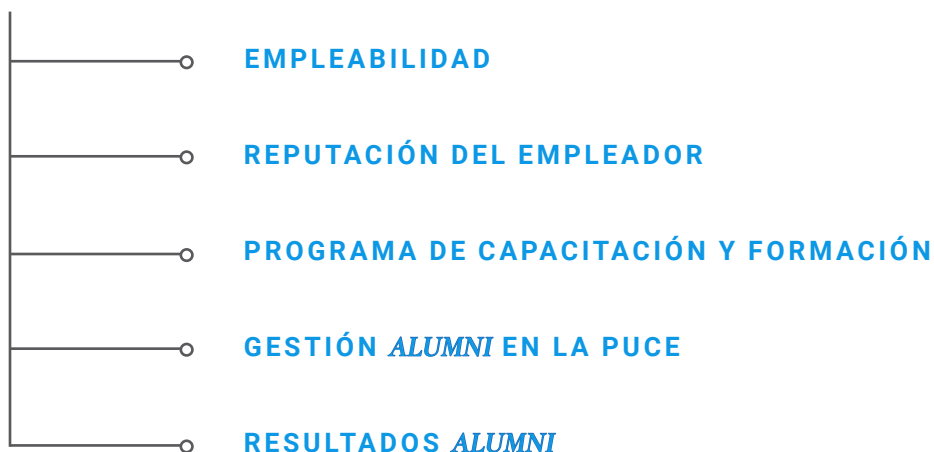 EMPLEABILIDAD
REPUTACIÓN DEL EMPLEADOR
PROGRAMA DE CAPACITACIÓN Y FORMACIÓN
GESTIÓN ALUMNI EN LA PUCE
RESULTADOS ALUMNI